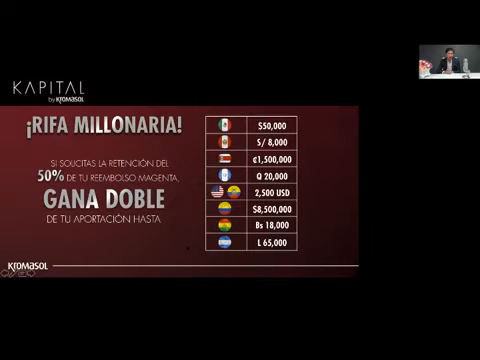 KAPITAL
by KROMASOL
¡RIFA MILLONARIA!
SI SOLICITAS LA RETENCIÓN DEL
50% DE TU REEMBOLSO MAGENTA,
GANA DOBLE
DE TU APORTACIÓN HASTA
$50,000
S/ 8,000
₡1,500,000
Q 20,000
2,500 USD
$8,500,000
Bs 18,000
L 65,000
KROMASOL